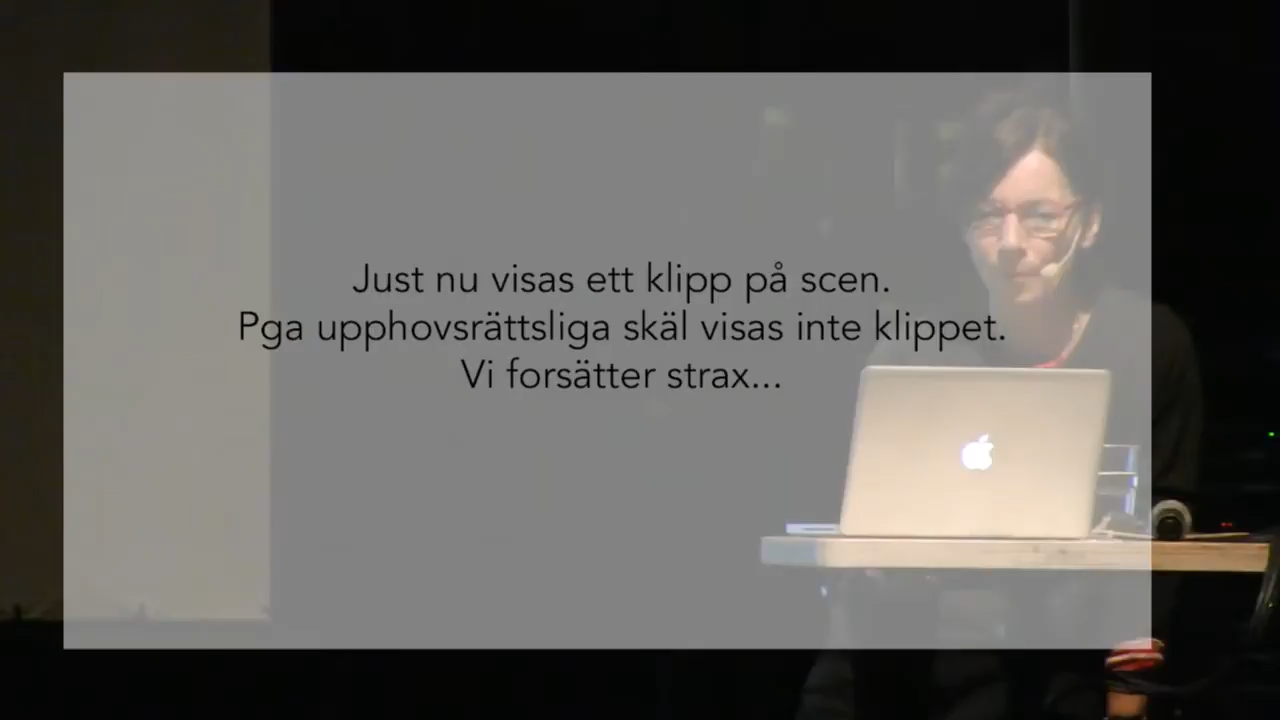 Just nu visas ett klipp på scen.
Pga upphovsrättsliga skäl visas inte klippet.
Vi forsätter strax...